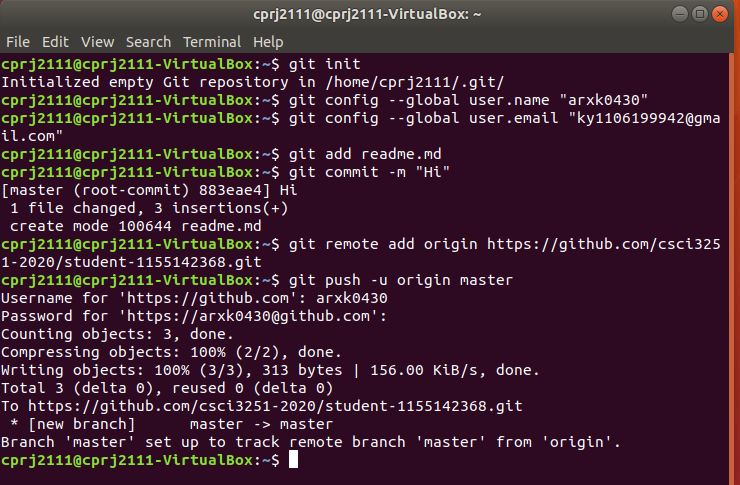 cprj2111@cprj2111-VirtualBox: ~
File Edit View Search Terminal Help
cprj2111@cprj2111-VirtualBox:~$ git init
Initialized empty Git repository in /home/cprj2111/.git/
cprj2111@cprj2111-VirtualBox:~$ git config --global user.name "arxk0430"
cprj2111@cprj2111-VirtualBox:~$ git config --global user.email "ky1106199942@gma
il.com"
cprj2111@cprj2111-VirtualBox:~$ git add readme.md
cprj2111@cprj2111-VirtualBox:~$ git commit -m "Hi"
[master (root-commit) 883eae4] Hi
 1 file changed, 3 insertions(+)
 create mode 100644 readme.md
cprj2111@cprj2111-VirtualBox:~$ git remote add origin https://github.com/csci325
1-2020/student-1155142368.git
cprj2111@cprj2111-VirtualBox:~$ git push -u origin master
Username for 'https://github.com': arxk0430
Password for 'https://arxk0430@github.com':
Counting objects: 3, done.
Compressing objects: 100% (2/2), done.
Writing objects: 100% (3/3), 313 bytes | 156.00 KiB/s, done.
Total 3 (delta 0), reused 0 (delta 0)
To https://github.com/csci3251-2020/student-1155142368.git
 * [new branch]      master -> master
Branch 'master' set up to track remote branch 'master' from 'origin'.
cprj2111@cprj2111-VirtualBox:~$